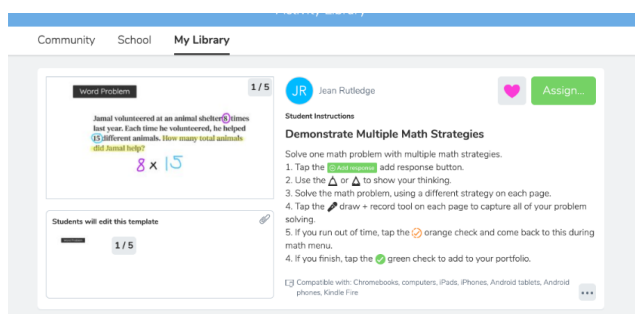 Community School My Library
Word Problem
1 / 5
Jamal volunteered at an animal shelter 8 times
last year. Each time he volunteered, he helped
15 different animals. How many total animals
did Jamal help?
8 x 15
Students will edit this template
1 / 5
JR Jean Rutledge
Assign...
Student Instructions
Demonstrate Multiple Math Strategies
Solve one math problem with multiple math strategies.
1. Tap the Add response add response button.
2. Use the or to show your thinking.
3. Solve the math problem, using a different strategy on each page.
4. Tap the draw + record tool on each page to capture all of your problem
solving.
5. If you run out of time, tap the orange check and come back to this during
math menu.
4. If you finish, tap the green check to add to your portfolio.
Compatible with: Chromebooks, computers, iPads, iPhones, Android tablets, Android
phones, Kindle Fire